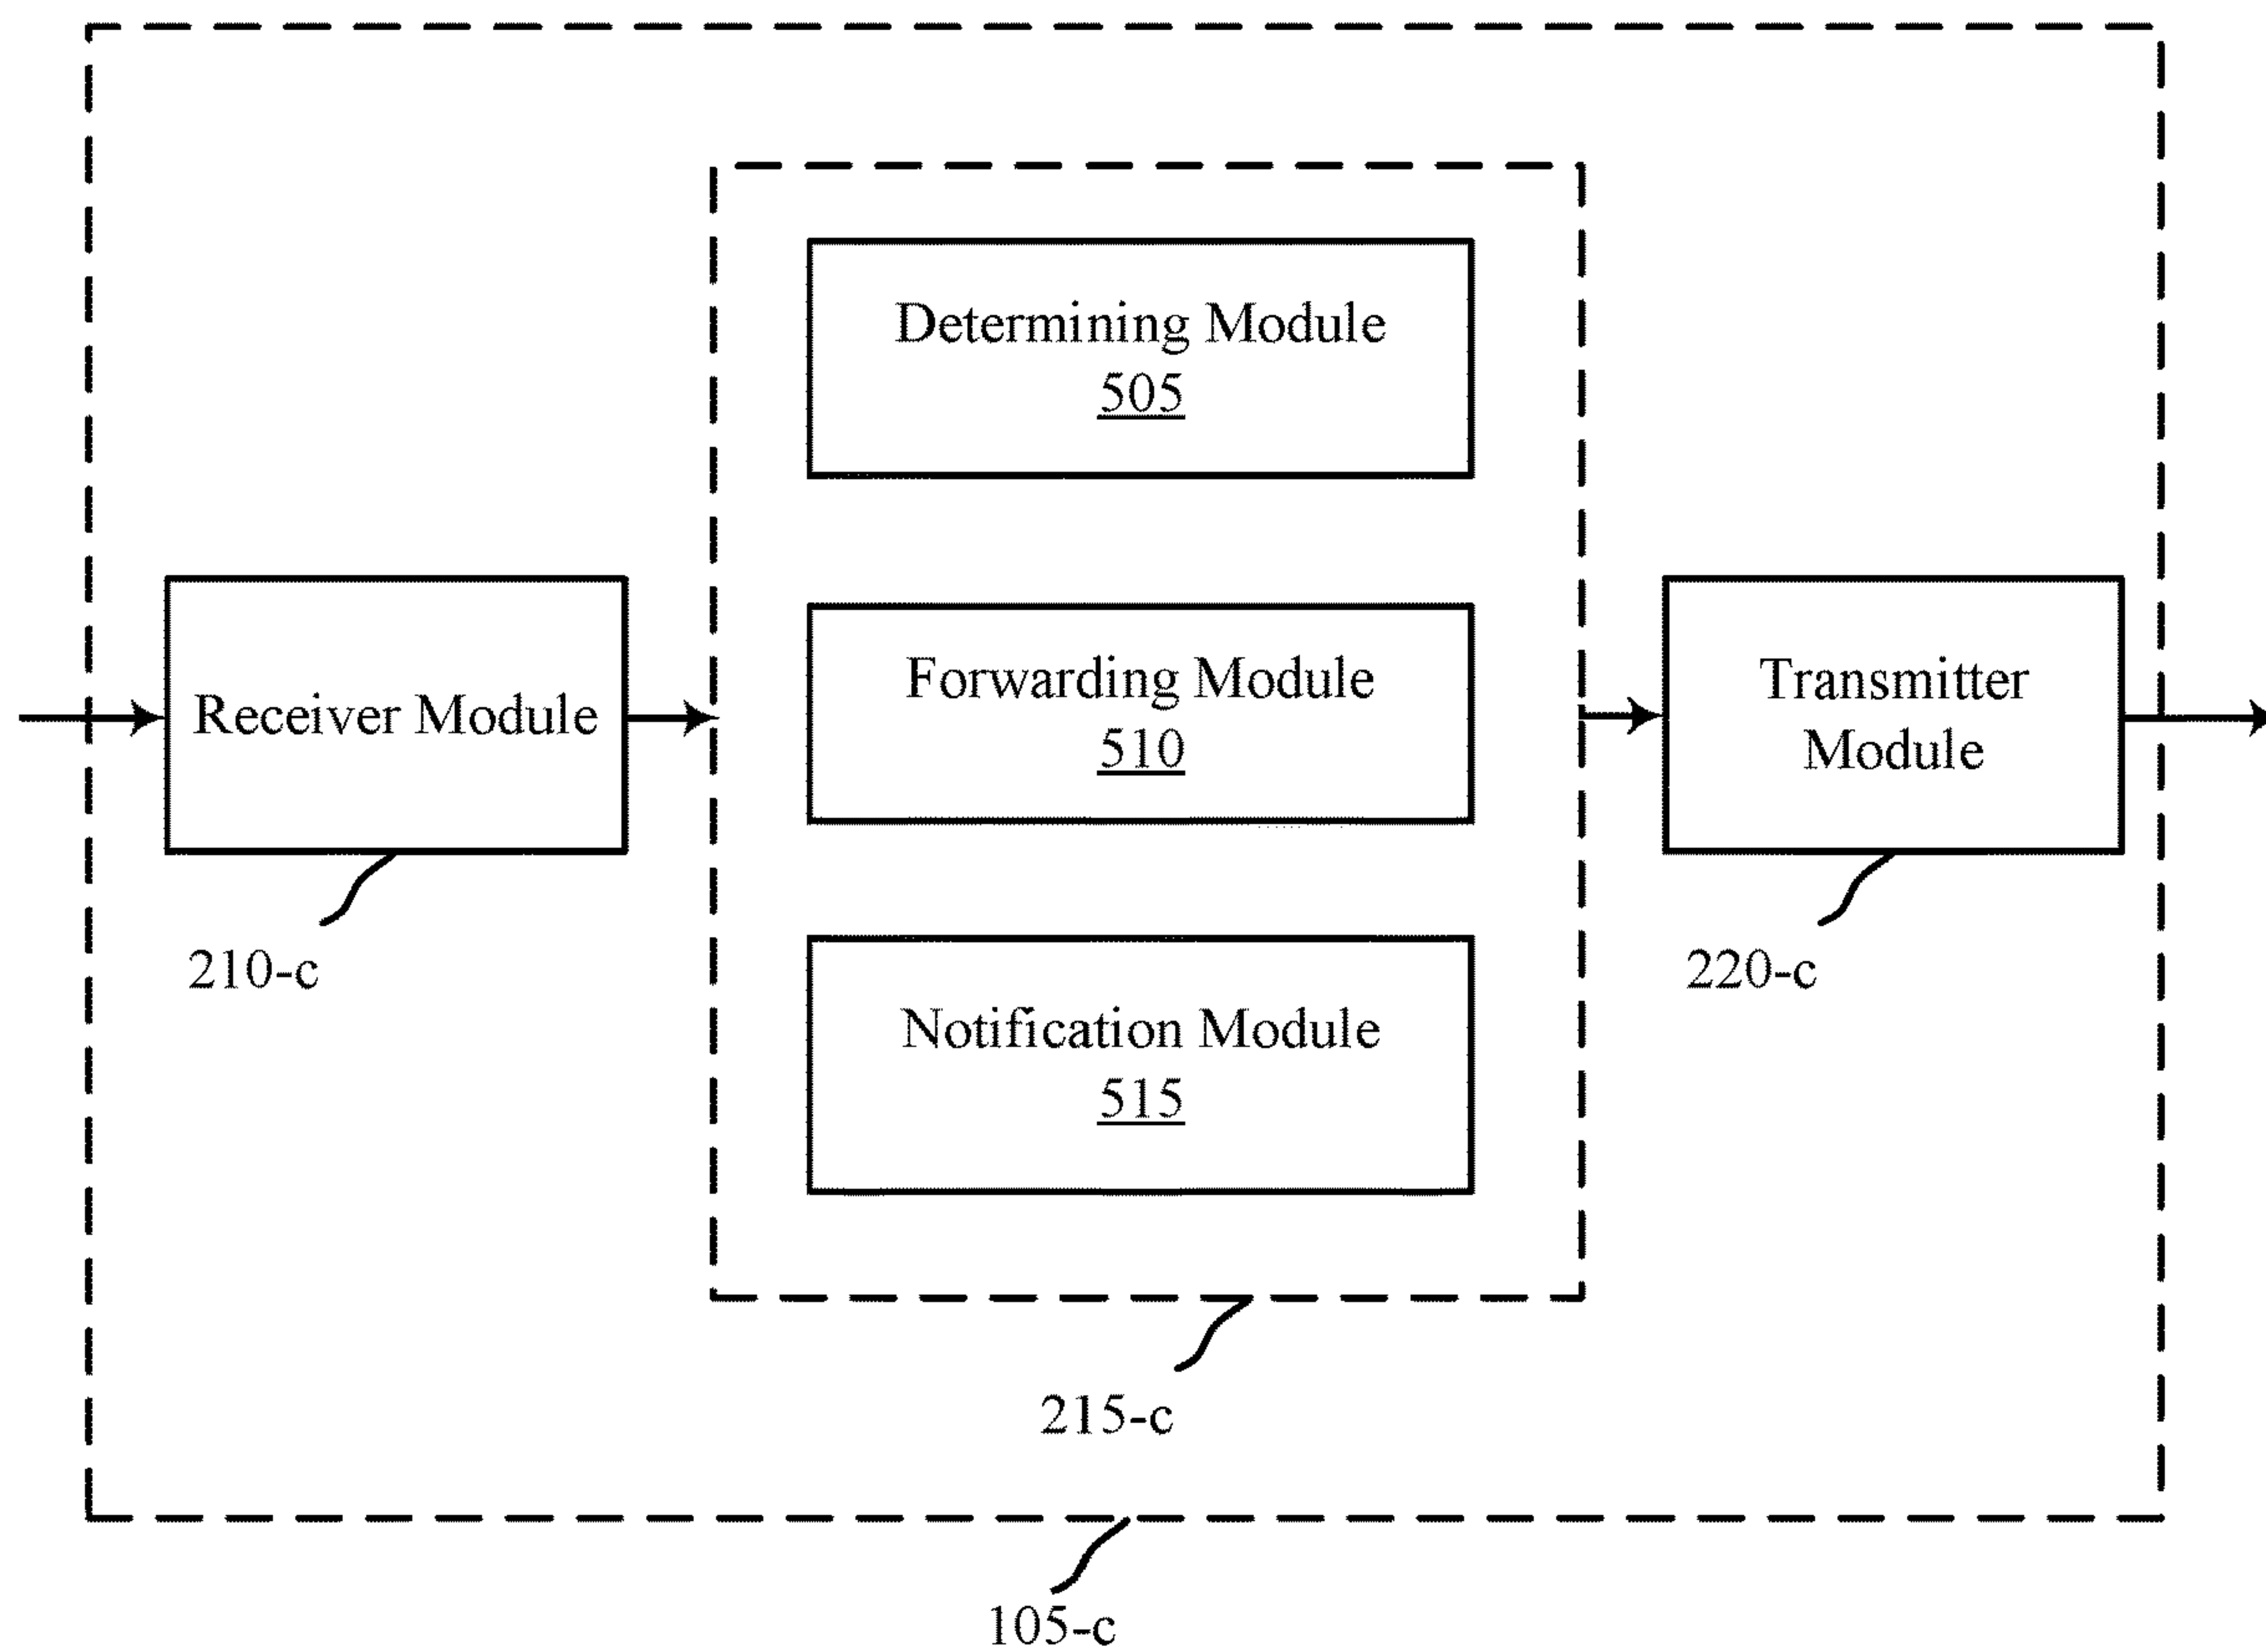 Determining Module
505
Receiver Module
210-c
Forwarding Module
510
Notification Module
515
Transmitter
Module
220-c
215-c
105-c